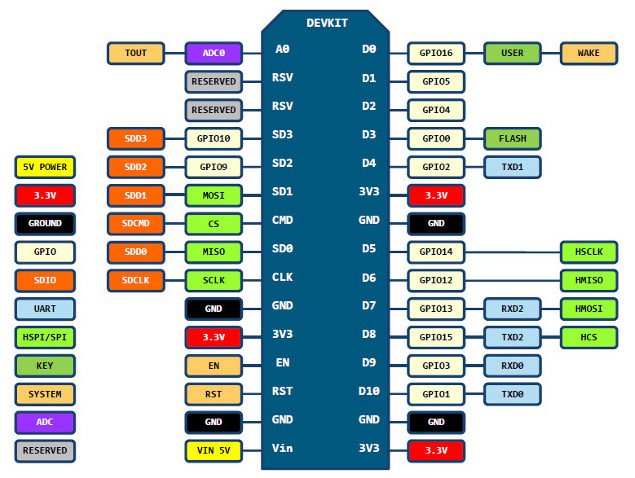 DEVKIT
TOUT ADC0 A0 D0 GPIO16 USER WAKE
RESERVED RSV D1 GPIO5
RESERVED RSV D2 GPIO4
SDD3 GPIO10 SD3 D3 GPIO0 FLASH
5V POWER SDD2 GPIO9 SD2 D4 GPIO2 TXD1
3.3V SDD1 MOSI SD1 3V3 3.3V
GROUND SDCMD CS CMD GND GND
GPIO SDD0 MISO SD0 D5 GPIO14 HSCLK
SDIO SDCLK SCLK CLK D6 GPIO12 HMISO
UART GND GND D7 GPIO13 RXD2 HMOSI
HSPI/SPI 3.3V 3V3 D8 GPIO15 TXD2 HCS
KEY EN EN D9 GPIO3 RXD0
SYSTEM RST RST D10 GPIO1 TXD0
ADC GND GND GND GND
RESERVED VIN 5V Vin 3V3 3.3V